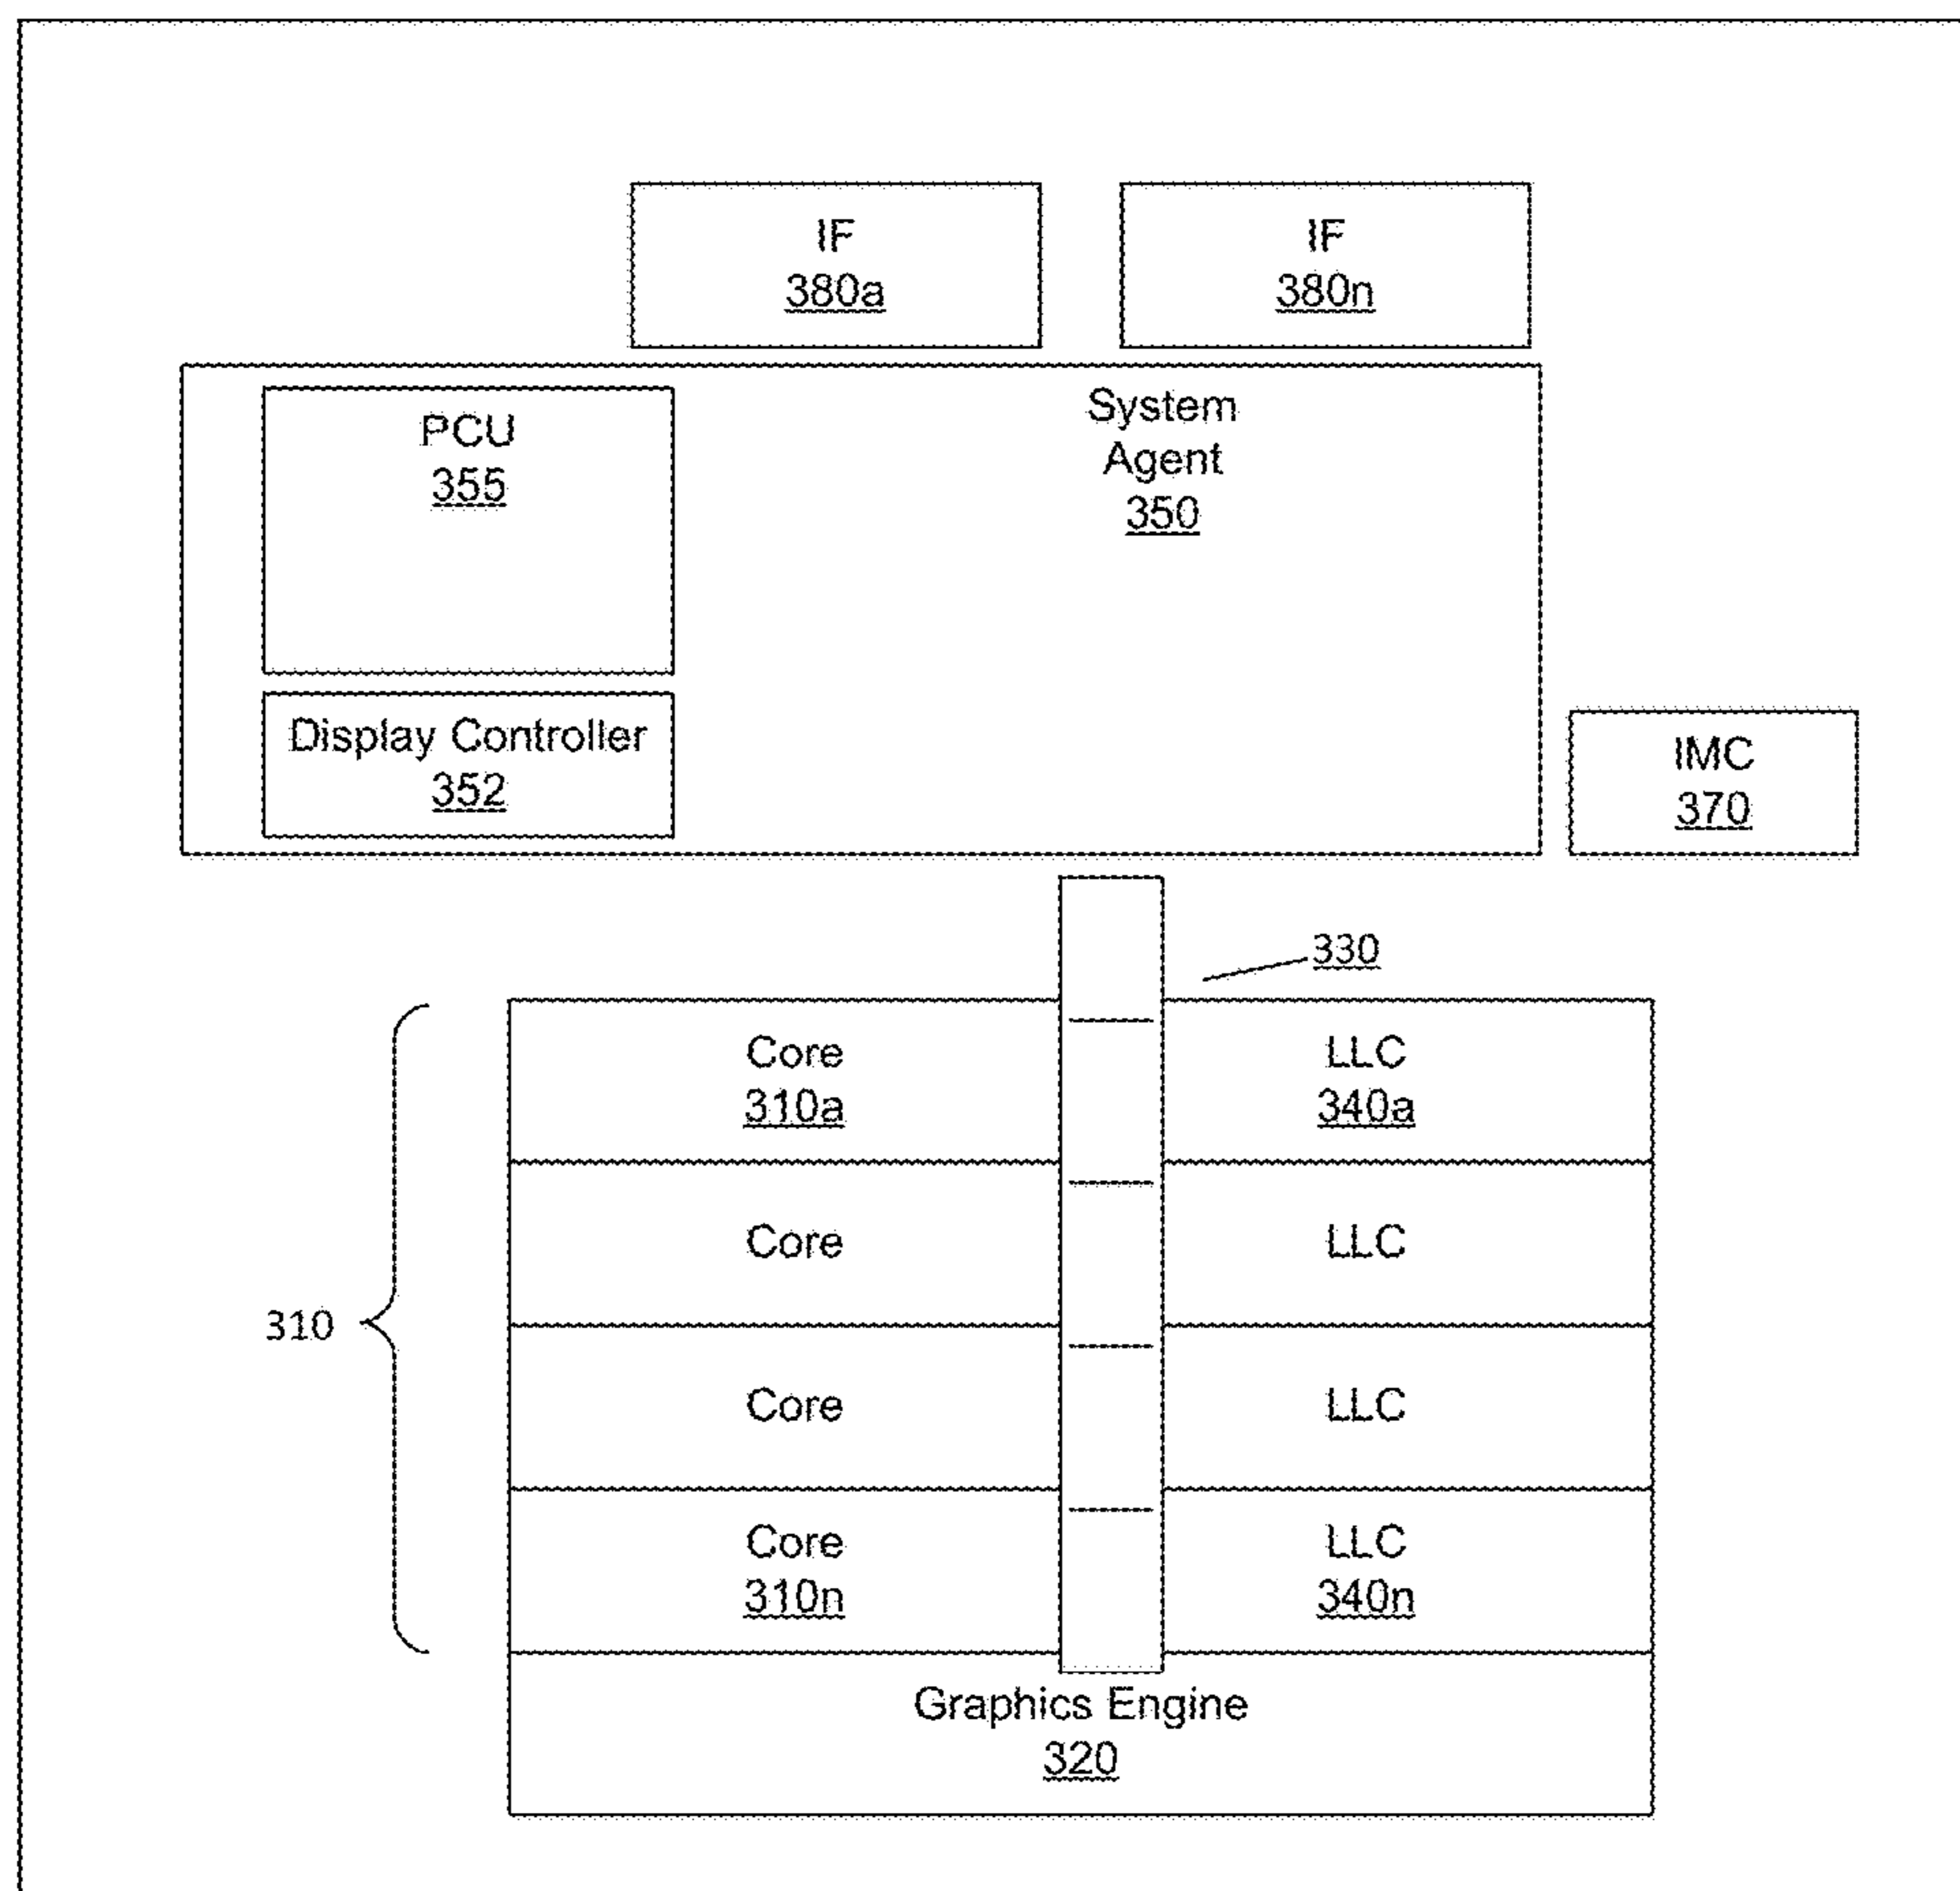 IF
380a
IF
380n
PCU
355
System
Agent
350
Display Controller
352
IMC
370
330
Core
310a
LLC
340a
Core
LLC
310
Core
LLC
Core
310n
LLC
340n
Graphics Engine
320